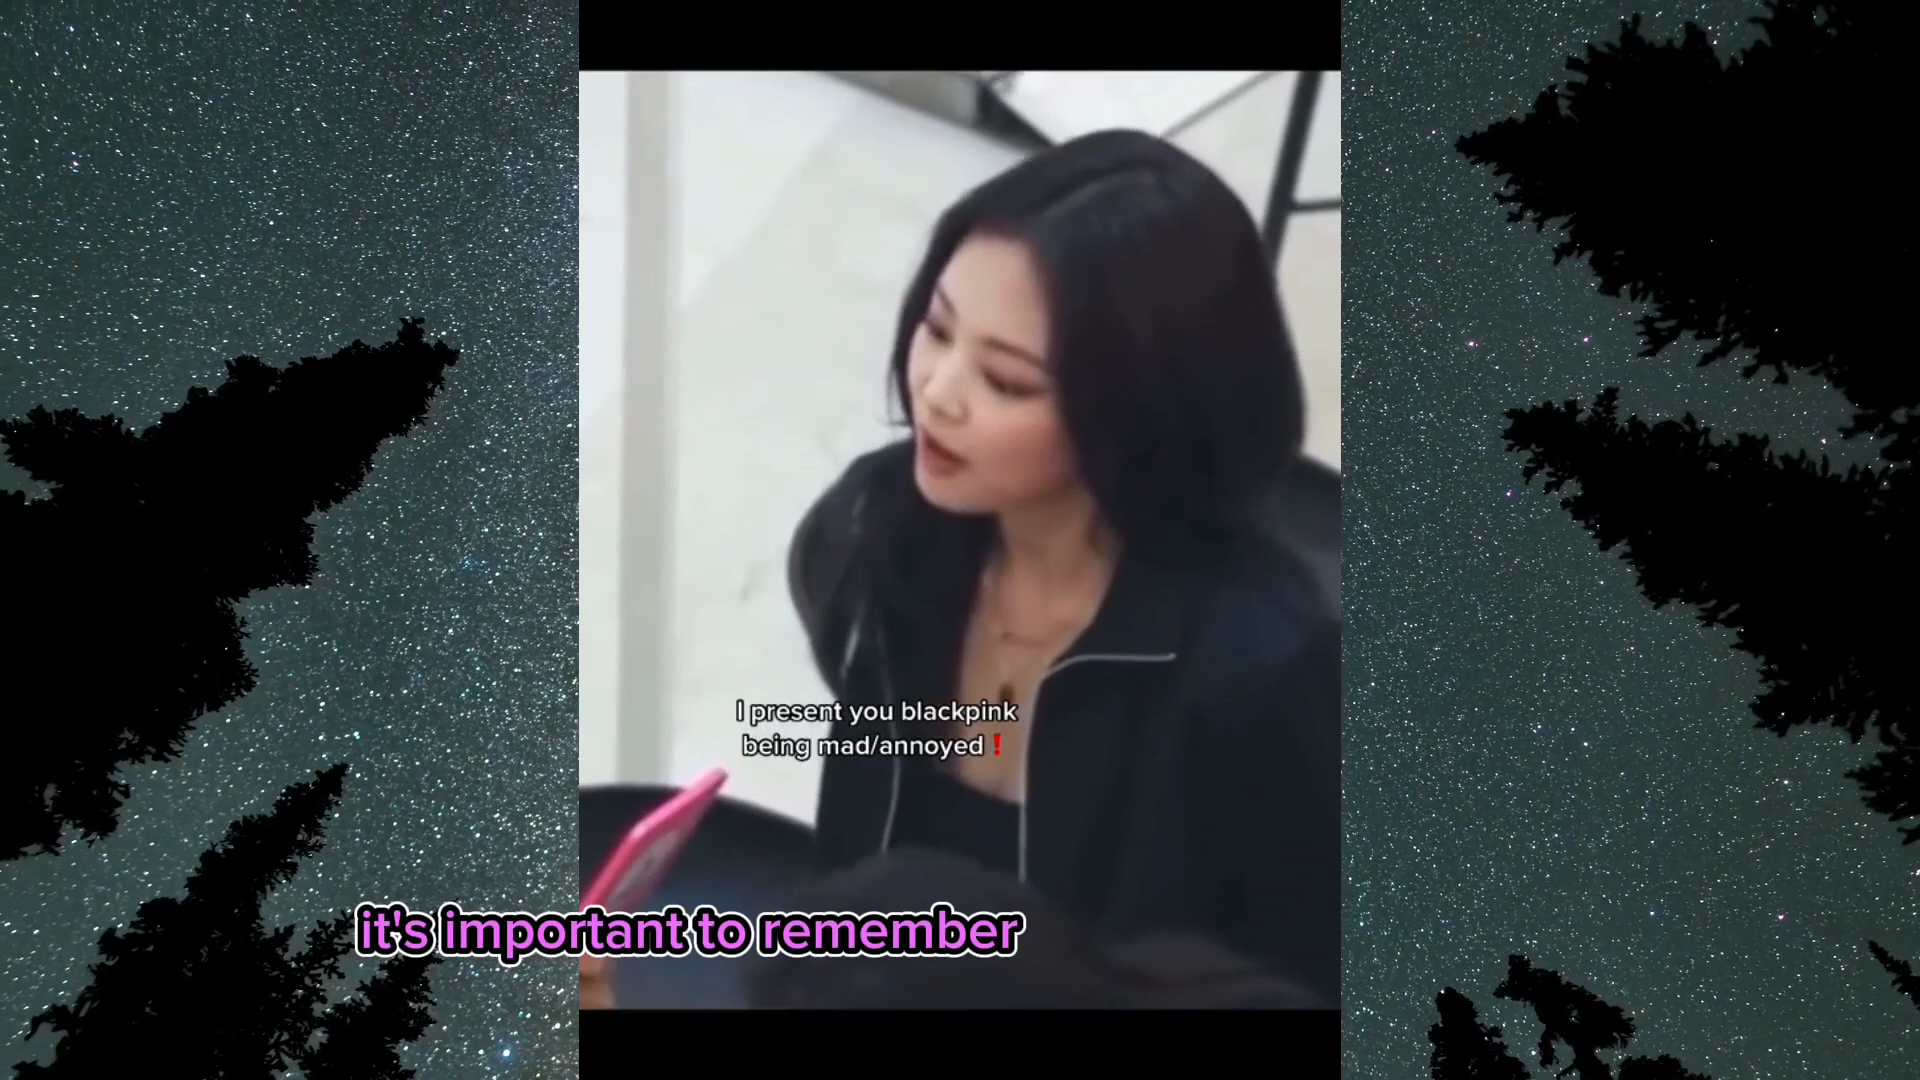 I present you blackpink
being mad/annoyed❗
it's important to remember